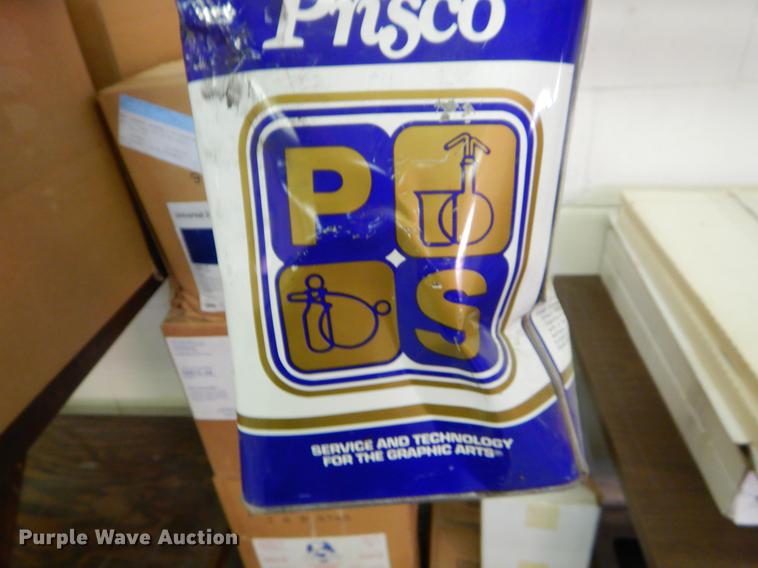 Prisco
P
S
SERVICE AND TECHNOLOGY
FOR THE GRAPHIC ARTS®
Purple Wave Auction